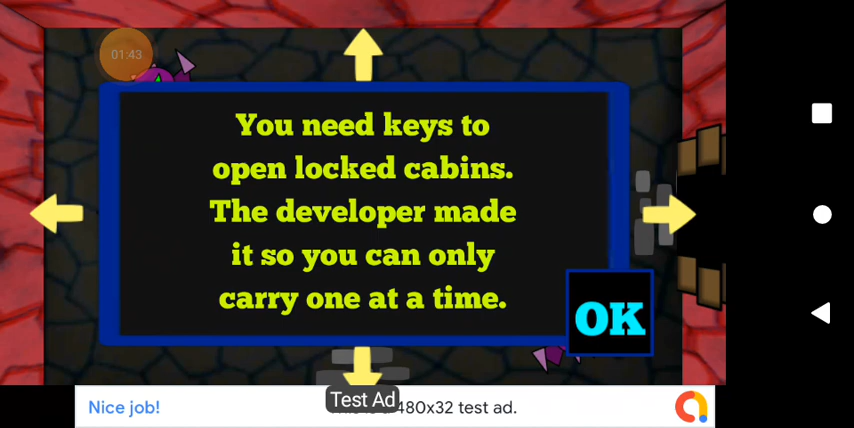 01:43
You need keys to
open locked cabins.
The developer made
it so you can only
carry one at a time.
OK
Nice job!
Test Ad
480x32 test ad.